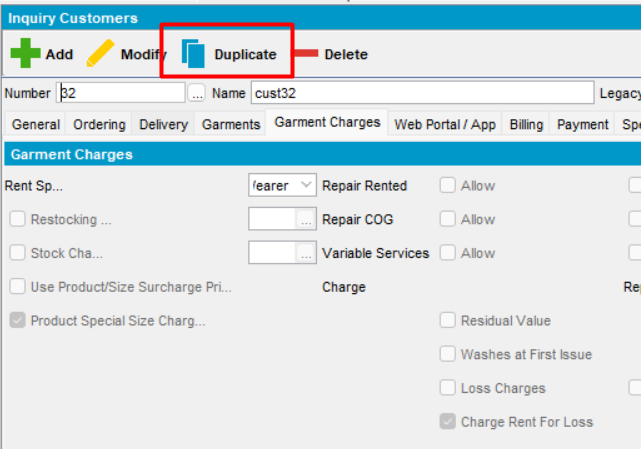 Inquiry Customers
Add Modify Duplicate Delete
Number 32 ... Name cust32 Legacy
General Ordering Delivery Garments Garment Charges Web Portal / App Billing Payment Spe
Garment Charges
Rent Sp... earer Repair Rented Allow
Restocking ... ... Repair COG Allow
Stock Cha... ... Variable Services Allow
Use Product/Size Surcharge Pri... Charge Rep
Product Special Size Charg... Residual Value
Washes at First Issue
Loss Charges
Charge Rent For Loss